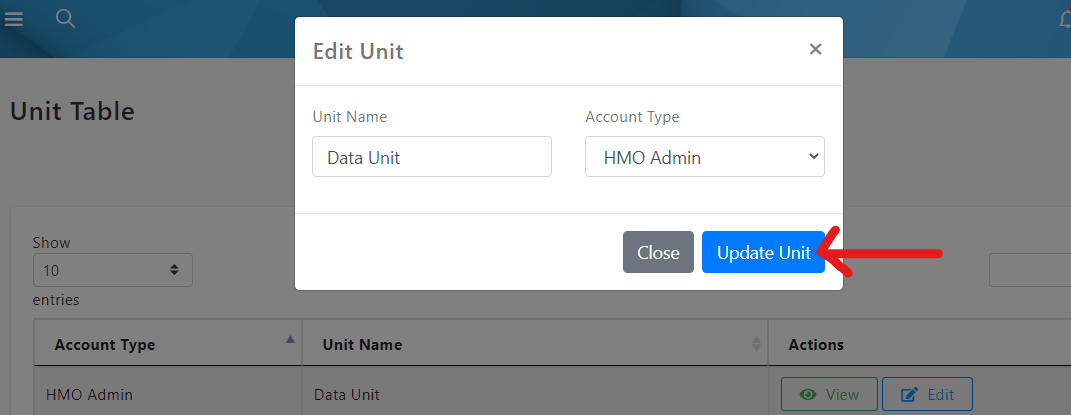 Edit Unit ×
Unit Table
Unit Name Account Type
Data Unit HMO Admin
Close Update Unit
Show
10
entries
Account Type Unit Name Actions
HMO Admin Data Unit View Edit